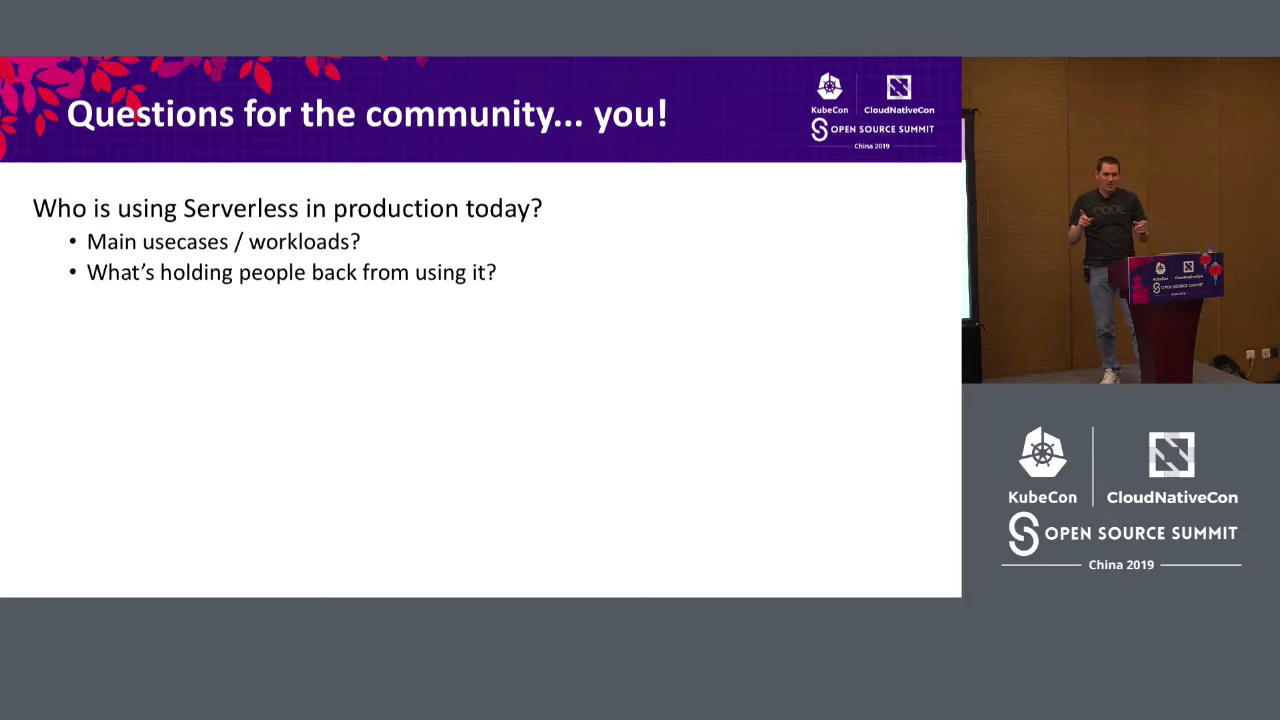 Questions for the community... you!
KubeCon
CloudNativeCon
OPEN SOURCE SUMMIT
China 2019
Who is using Serverless in production today?
• Main usecases / workloads?
• What's holding people back from using it?
KubeCon
CloudNativeCon
OPEN SOURCE SUMMIT
China 2019